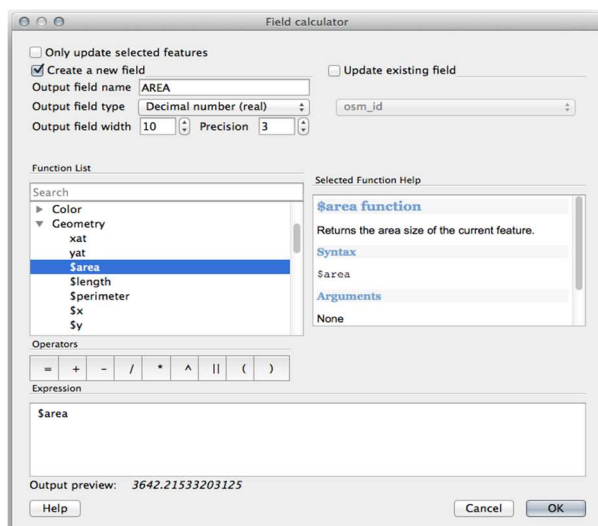 Field calculator
Only update selected features
Create a new field
Update existing field
Output field name AREA
Output field type Decimal number (real)
osm_id
Output field width 10 Precision 3
Function List
Search
Color
Geometry
xat
yat
$area
$length
$perimeter
$x
$y
Selected Function Help
$area function
Returns the area size of the current feature.
Syntax
$area
Arguments
None
Operators
= + - / * ^ || ( )
Expression
$area
Output preview: 3642.21533203125
Help Cancel OK